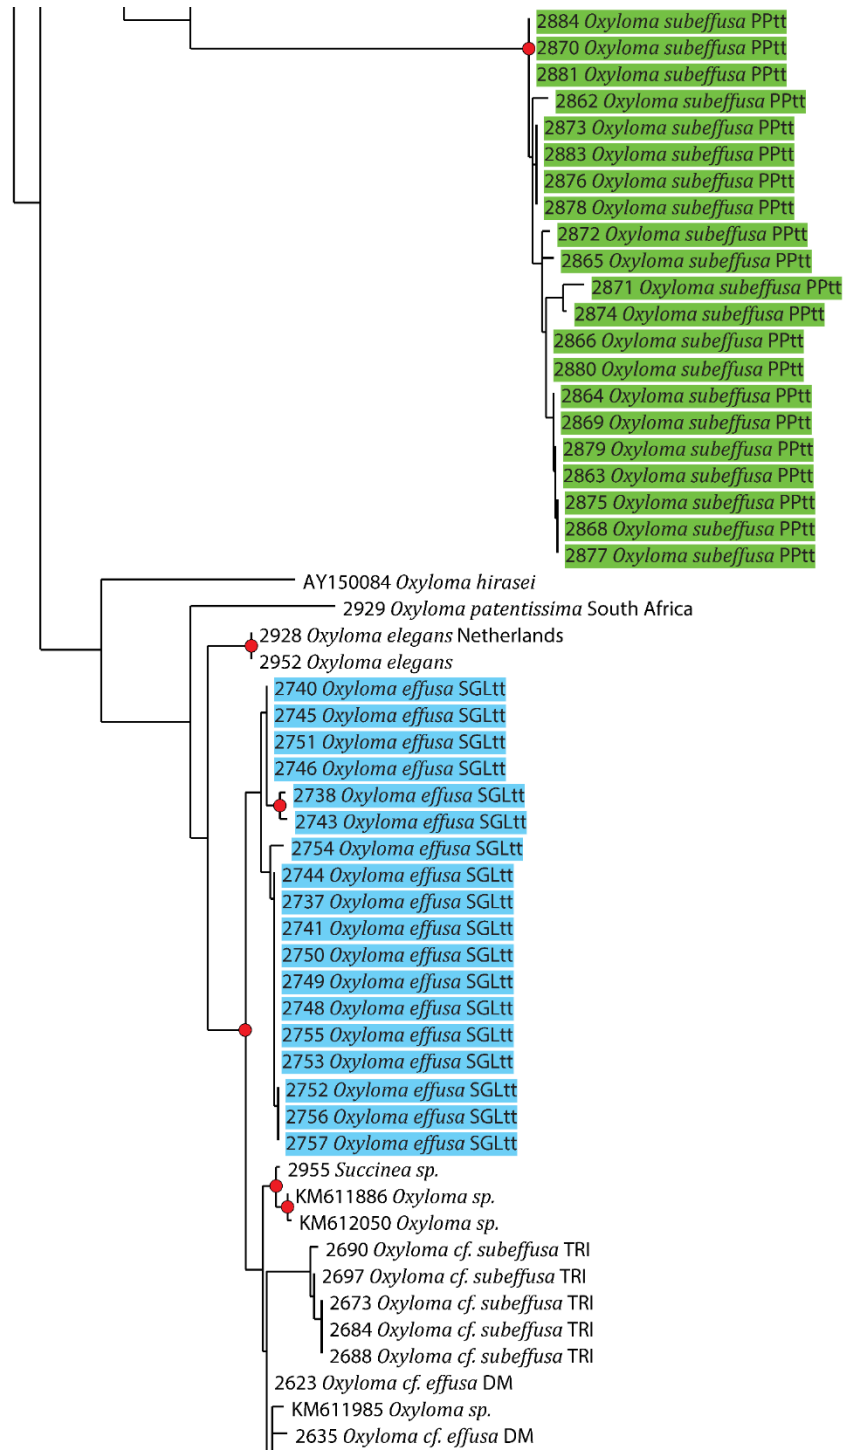 2884 Oxyloma subeffusa PPtt
2870 Oxyloma subeffusa PPtt
2881 Oxyloma subeffusa PPtt
2862 Oxyloma subeffusa PPtt
2873 Oxyloma subeffusa PPtt
2883 Oxyloma subeffusa PPtt
2876 Oxyloma subeffusa PPtt
2878 Oxyloma subeffusa PPtt
2872 Oxyloma subeffusa PPtt
2865 Oxyloma subeffusa PPtt
2871 Oxyloma subeffusa PPtt
2874 Oxyloma subeffusa PPtt
2866 Oxyloma subeffusa PPtt
2880 Oxyloma subeffusa PPtt
2864 Oxyloma subeffusa PPtt
2869 Oxyloma subeffusa PPtt
2879 Oxyloma subeffusa PPtt
2863 Oxyloma subeffusa PPtt
2875 Oxyloma subeffusa PPtt
2868 Oxyloma subeffusa PPtt
2877 Oxyloma subeffusa PPtt
AY150084 Oxyloma hirasei
2929 Oxyloma patentissima South Africa
2928 Oxyloma elegans Netherlands
2952 Oxyloma elegans
2740 Oxyloma effusa SGLtt
2745 Oxyloma effusa SGLtt
2751 Oxyloma effusa SGLtt
2746 Oxyloma effusa SGLtt
2738 Oxyloma effusa SGLtt
2743 Oxyloma effusa SGLtt
2754 Oxyloma effusa SGLtt
2744 Oxyloma effusa SGLtt
2737 Oxyloma effusa SGLtt
2741 Oxyloma effusa SGLtt
2750 Oxyloma effusa SGLtt
2749 Oxyloma effusa SGLtt
2748 Oxyloma effusa SGLtt
2755 Oxyloma effusa SGLtt
2753 Oxyloma effusa SGLtt
2752 Oxyloma effusa SGLtt
2756 Oxyloma effusa SGLtt
2757 Oxyloma effusa SGLtt
2955 Succinea sp.
KM611886 Oxyloma sp.
KM612050 Oxyloma sp.
2690 Oxyloma cf. subeffusa TRI
2697 Oxyloma cf. subeffusa TRI
2673 Oxyloma cf. subeffusa TRI
2684 Oxyloma cf. subeffusa TRI
2688 Oxyloma cf. subeffusa TRI
2623 Oxyloma cf. effusa DM
KM611985 Oxyloma sp.
2635 Oxyloma cf. effusa DM